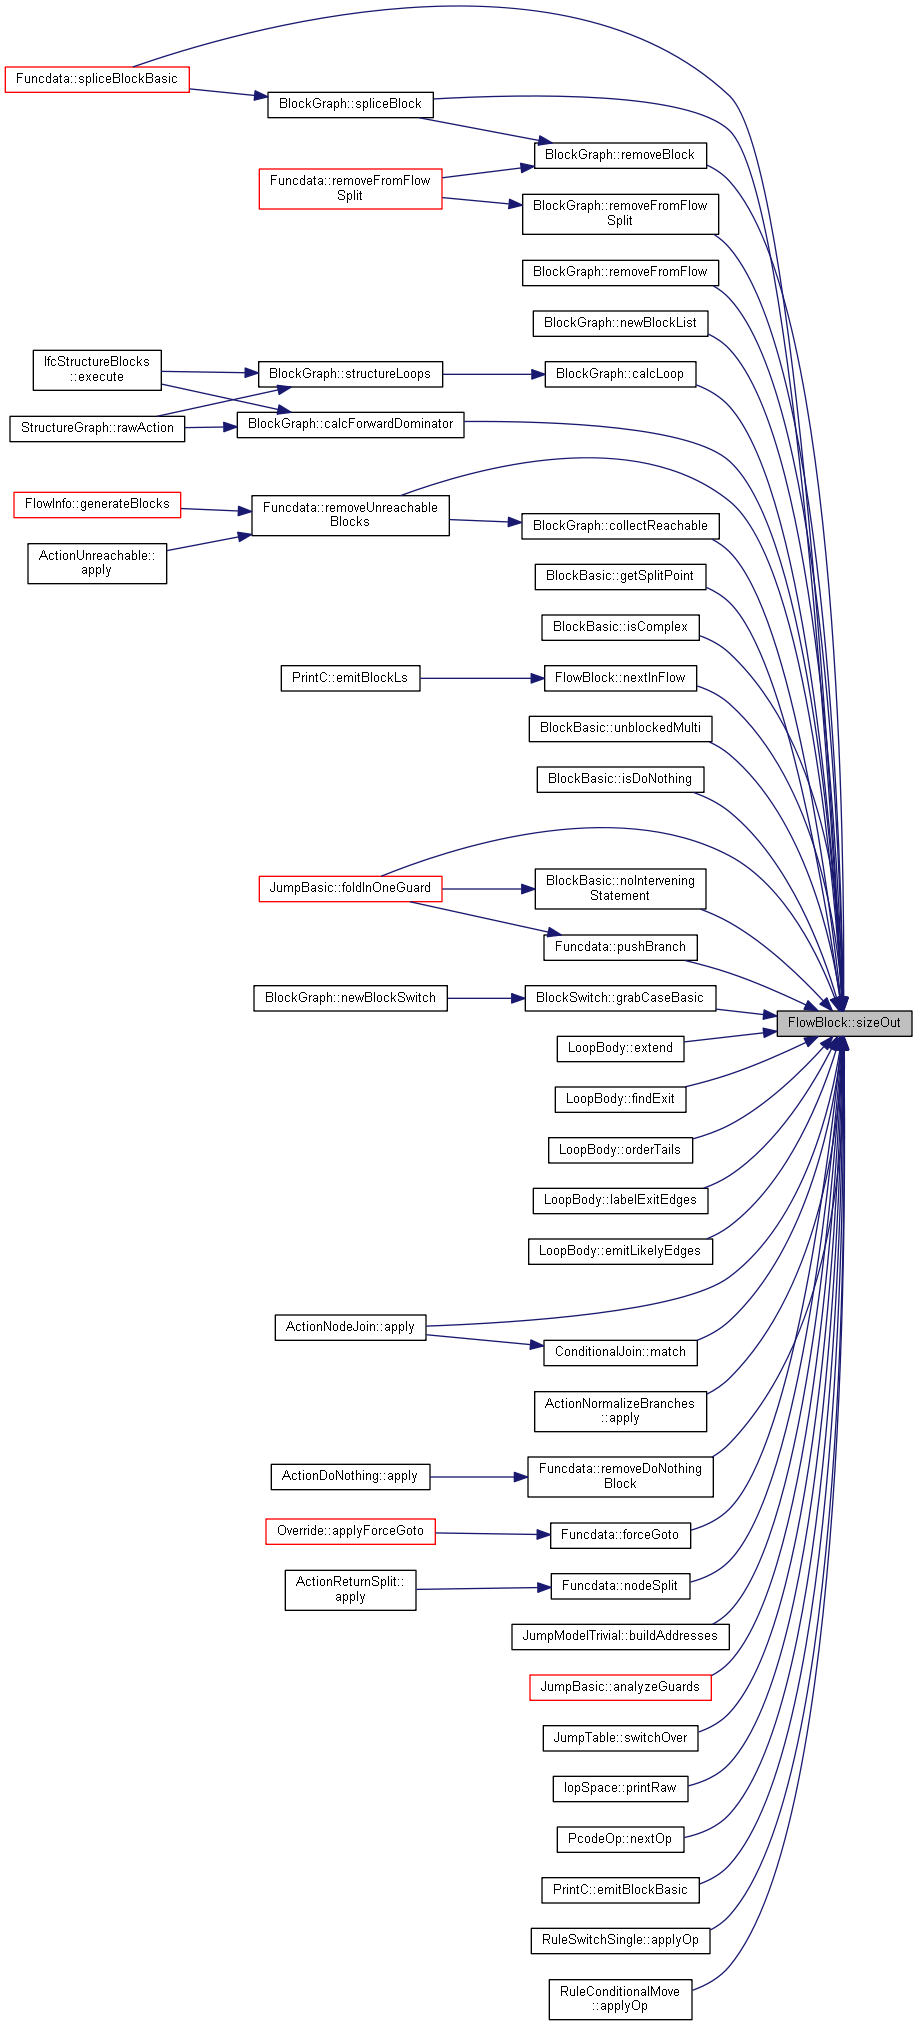 Funcdata::spliceBlockBasic
BlockGraph::spliceBlock
BlockGraph::removeBlock
Funcdata::removeFromFlow
Split
BlockGraph::removeFromFlow
Split
BlockGraph::removeFromFlow
BlockGraph::newBlockList
IfcStructureBlocks
::execute
BlockGraph::structureLoops
BlockGraph::calcLoop
StructureGraph::rawAction
BlockGraph::calcForwardDominator
FlowInfo::generateBlocks
Funcdata::removeUnreachable
Blocks
BlockGraph::collectReachable
ActionUnreachable::
apply
BlockBasic::getSplitPoint
BlockBasic::isComplex
PrintC::emitBlockLs
FlowBlock::nextInFlow
BlockBasic::unblockedMulti
BlockBasic::isDoNothing
JumpBasic::foldInOneGuard
BlockBasic::noIntervening
Statement
Funcdata::pushBranch
BlockGraph::newBlockSwitch
BlockSwitch::grabCaseBasic
FlowBlock::sizeOut
LoopBody::extend
LoopBody::findExit
LoopBody::orderTails
LoopBody::labelExitEdges
LoopBody::emitLikelyEdges
ActionNodeJoin::apply
ConditionalJoin::match
ActionNormalizeBranches
::apply
ActionDoNothing::apply
Funcdata::removeDoNothing
Block
Override::applyForceGoto
Funcdata::forceGoto
ActionReturnSplit::
apply
Funcdata::nodeSplit
JumpModelTrivial::buildAddresses
JumpBasic::analyzeGuards
JumpTable::switchOver
IopSpace::printRaw
PcodeOp::nextOp
PrintC::emitBlockBasic
RuleSwitchSingle::applyOp
RuleConditionalMove
::applyOp